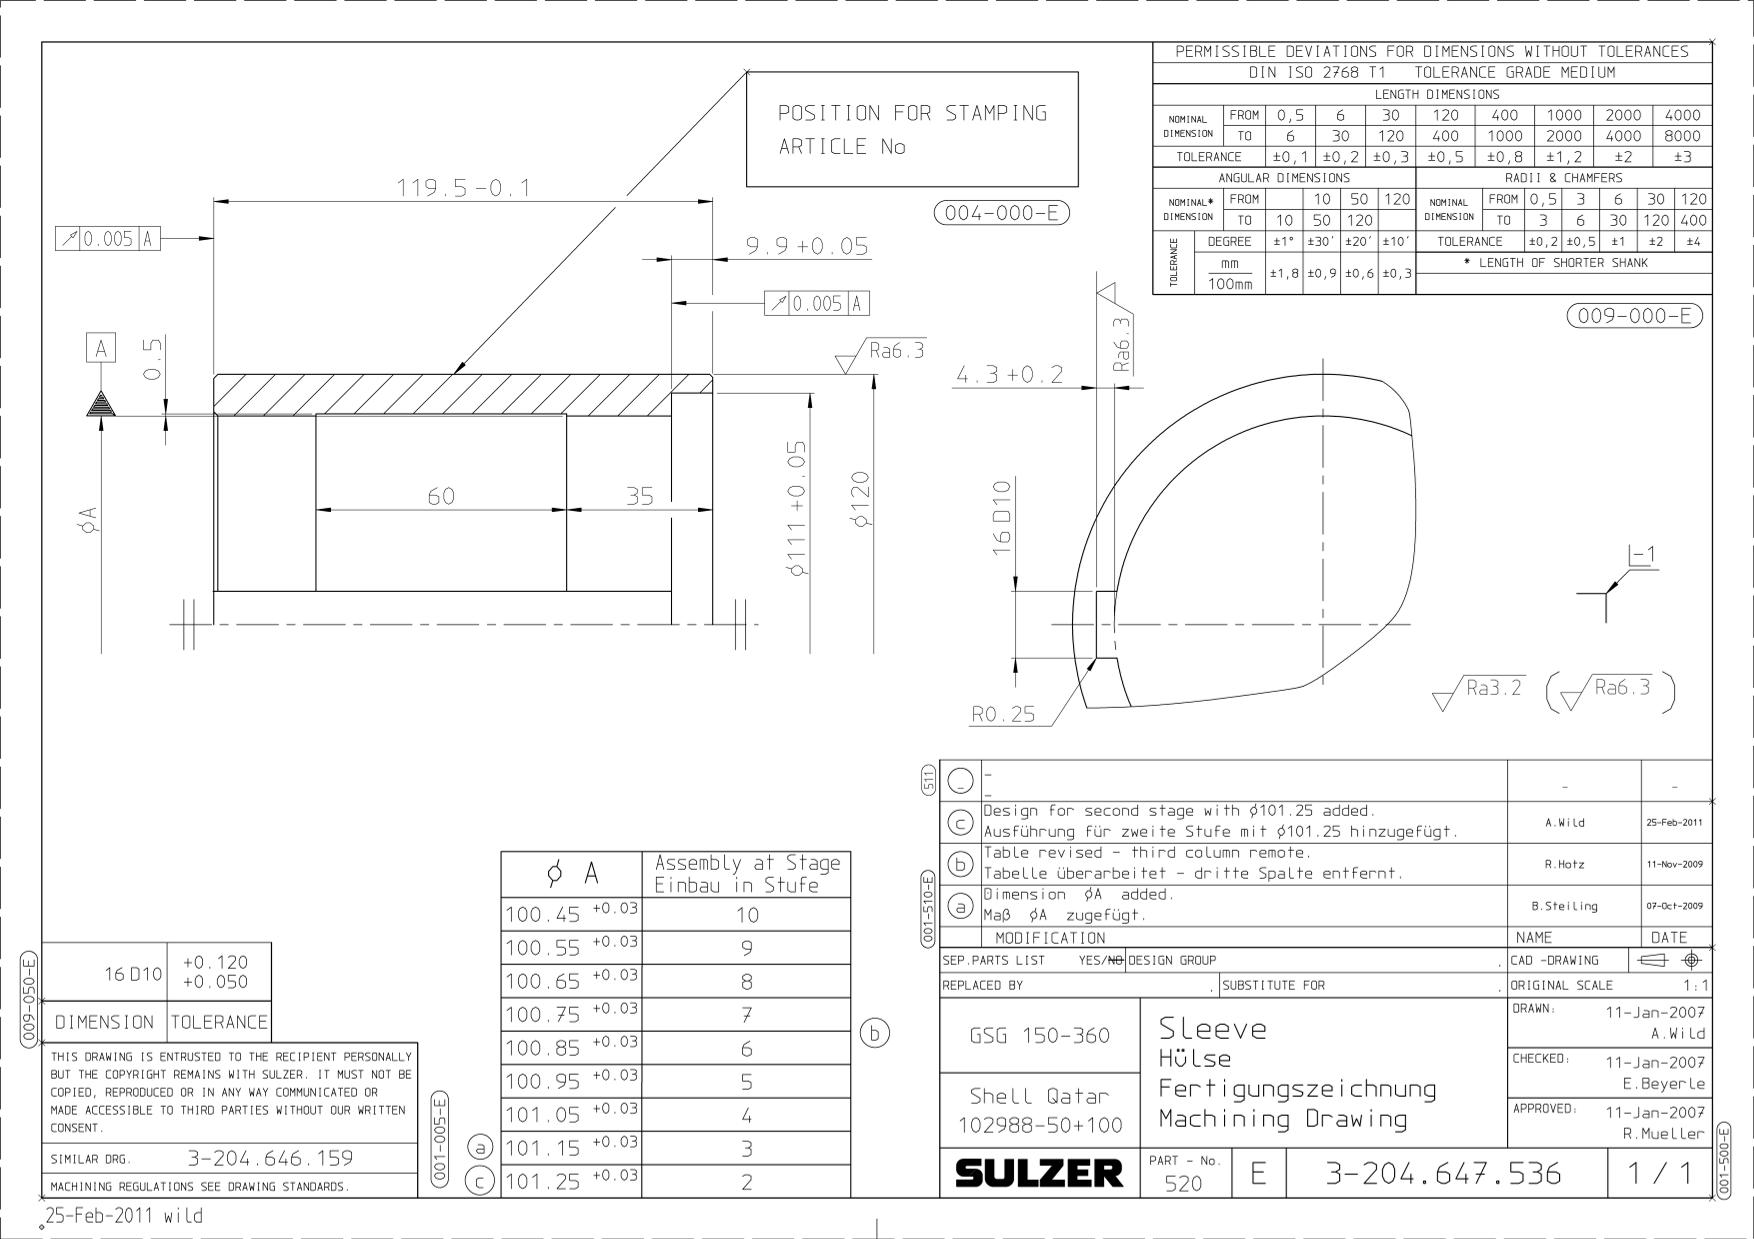 PERMISSIBLE DEVIATIONS FOR DIMENSIONS WITHOUT TOLERANCES
DIN ISO 2768 T1 TOLERANCE GRADE MEDIUM
LENGTH DIMENSIONS
NOMINAL DIMENSION FROM 0,5 6 30 120 400 1000 2000 4000
TO 6 30 120 400 1000 2000 4000 8000
TOLERANCE ±0,1 ±0,2 ±0,3 ±0,5 ±0,8 ±1,2 ±2 ±3
ANGULAR DIMENSIONS RADII & CHAMFERS
NOMINAL* DIMENSION FROM 10 50 120 NOMINAL DIMENSION FROM 0,5 3 6 30 120
TO 10 50 120 TO 3 6 30 120 400
TOLERANCE DEGREE ±1° ±30′ ±20′ ±10′ TOLERANCE ±0,2 ±0,5 ±1 ±2 ±4
mm
100mm
±1,8 ±0,9 ±0,6 ±0,3
* LENGTH OF SHORTER SHANK
009-000-E
POSITION FOR STAMPING
ARTICLE No
004-000-E
119.5-0.1
0.005 A
9.9+0.05
0.005 A
Ra6.3
A
0.5
60
35
ϕA
ϕ111+0.05
ϕ120
4.3+0.2
Ra6.3
16 D10
R0.25
-1
Ra3.2 (Ra6.3)
511
-
-
-
-
-
c Design for second stage with ϕ101.25 added. A.Wild 25-Feb-2011
Ausführung für zweite Stufe mit ϕ101.25 hinzugefügt.
b Table revised - third column remote. R.Hotz 11-Nov-2009
Tabelle überarbeitet - dritte Spalte entfernt.
a Dimension ϕA added. B.Steiling 07-Oct-2009
Maß ϕA zugefügt.
001-510-E
MODIFICATION NAME DATE
SEP.PARTS LIST YES/NO DESIGN GROUP . CAD -DRAWING
REPLACED BY . SUBSTITUTE FOR . ORIGINAL SCALE 1:1
GSG 150-360
Shell Qatar
102988-50+100
Sleeve
Hülse
Fertigungszeichnung
Machining Drawing
DRAWN: 11-Jan-2007
A.Wild
CHECKED: 11-Jan-2007
E.Beyerle
APPROVED: 11-Jan-2007
R.Mueller
SULZER
PART - No.
520
E
3-204.647.536
1/1
001-500-E
ϕ A Assembly at Stage
Einbau in Stufe
100.45 +0.03 10
100.55 +0.03 9
100.65 +0.03 8
100.75 +0.03 7
100.85 +0.03 6
100.95 +0.03 5
101.05 +0.03 4
a 101.15 +0.03 3
c 101.25 +0.03 2
b
009-050-E
16 D10 +0.120
+0.050
DIMENSION TOLERANCE
THIS DRAWING IS ENTRUSTED TO THE RECIPIENT PERSONALLY
BUT THE COPYRIGHT REMAINS WITH SULZER. IT MUST NOT BE
COPIED, REPRODUCED OR IN ANY WAY COMMUNICATED OR
MADE ACCESSIBLE TO THIRD PARTIES WITHOUT OUR WRITTEN
CONSENT.
SIMILAR DRG. 3-204.646.159
MACHINING REGULATIONS SEE DRAWING STANDARDS.
001-005-E
25-Feb-2011 wild